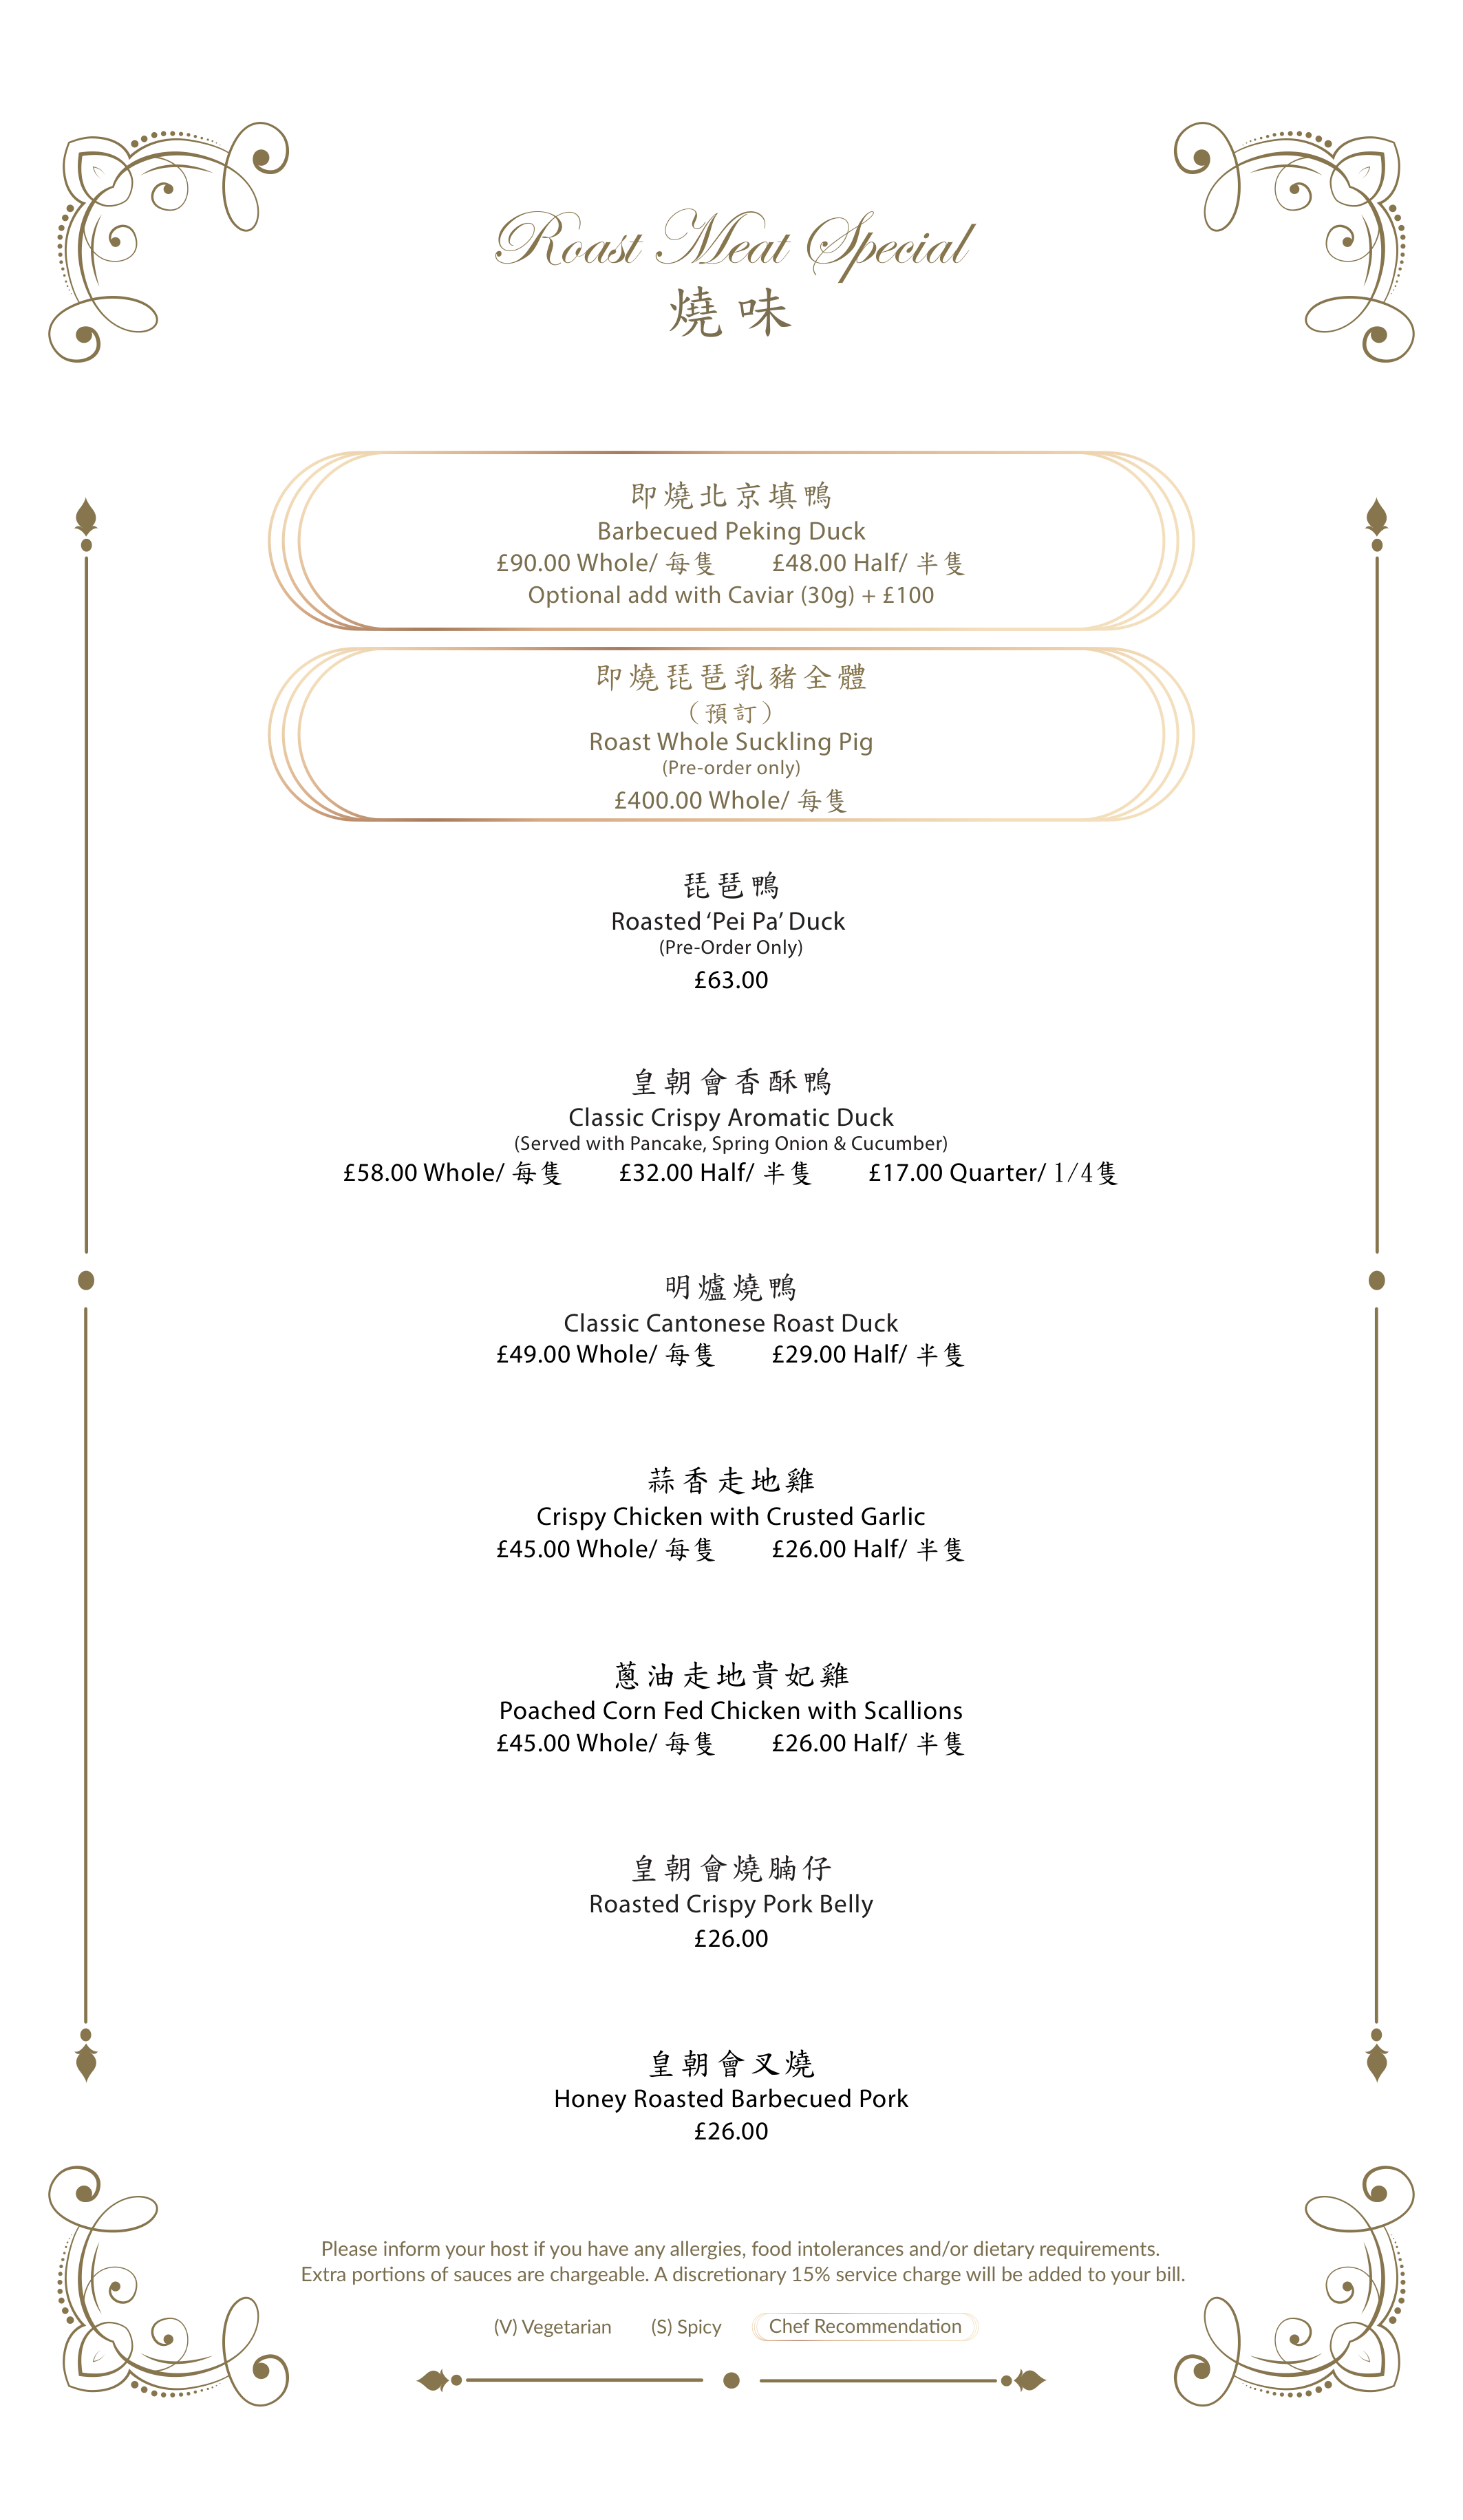 Roast Meat Special
燒味
即燒北京填鴨
Barbecued Peking Duck
£90.00 Whole/ 每隻 £48.00 Half/ 半隻
Optional add with Caviar (30g) + £100
即燒琵琶乳豬全體
（預訂）
Roast Whole Suckling Pig
(Pre-order only)
£400.00 Whole/ 每隻
琵琶鴨
Roasted ‘Pei Pa’ Duck
(Pre-Order Only)
£63.00
皇朝會香酥鴨
Classic Crispy Aromatic Duck
(Served with Pancake, Spring Onion & Cucumber)
£58.00 Whole/ 每隻 £32.00 Half/ 半隻 £17.00 Quarter/ 1/4隻
明爐燒鴨
Classic Cantonese Roast Duck
£49.00 Whole/ 每隻 £29.00 Half/ 半隻
蒜香走地雞
Crispy Chicken with Crusted Garlic
£45.00 Whole/ 每隻 £26.00 Half/ 半隻
蔥油走地貴妃雞
Poached Corn Fed Chicken with Scallions
£45.00 Whole/ 每隻 £26.00 Half/ 半隻
皇朝會燒腩仔
Roasted Crispy Pork Belly
£26.00
皇朝會叉燒
Honey Roasted Barbecued Pork
£26.00
Please inform your host if you have any allergies, food intolerances and/or dietary requirements.
Extra portions of sauces are chargeable. A discretionary 15% service charge will be added to your bill.
(V) Vegetarian (S) Spicy Chef Recommendation